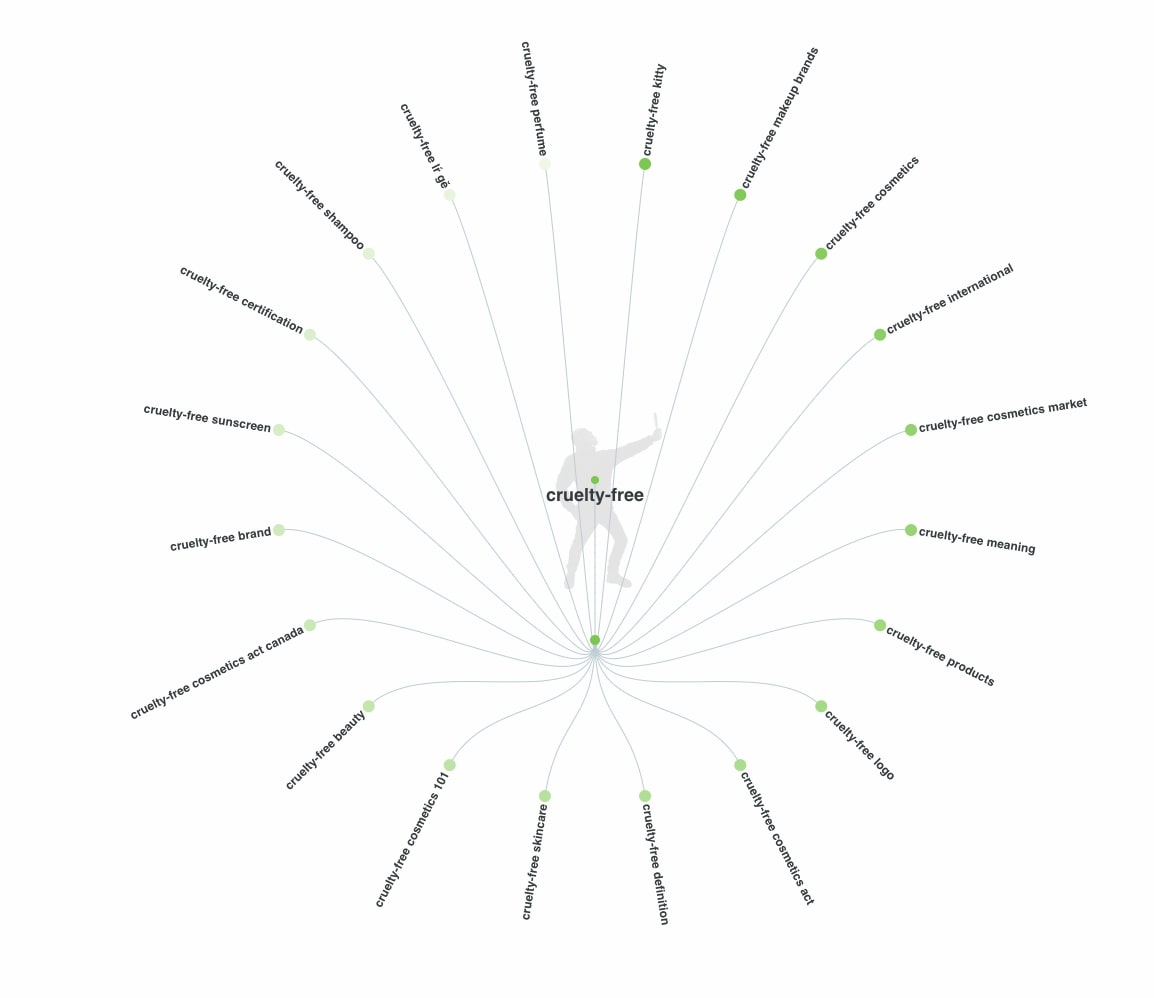 cruelty-free kitty
cruelty-free makeup brands
cruelty-free cosmetics
cruelty-free international
cruelty-free cosmetics market
cruelty-free meaning
cruelty-free products
cruelty-free logo
cruelty-free cosmetics act
cruelty-free definition
cruelty-free skincare
cruelty-free cosmetics 101
cruelty-free beauty
cruelty-free cosmetics act canada
cruelty-free brand
cruelty-free sunscreen
cruelty-free certification
cruelty-free shampoo
cruelty-free lȉ gě
cruelty-free perfume
cruelty-free